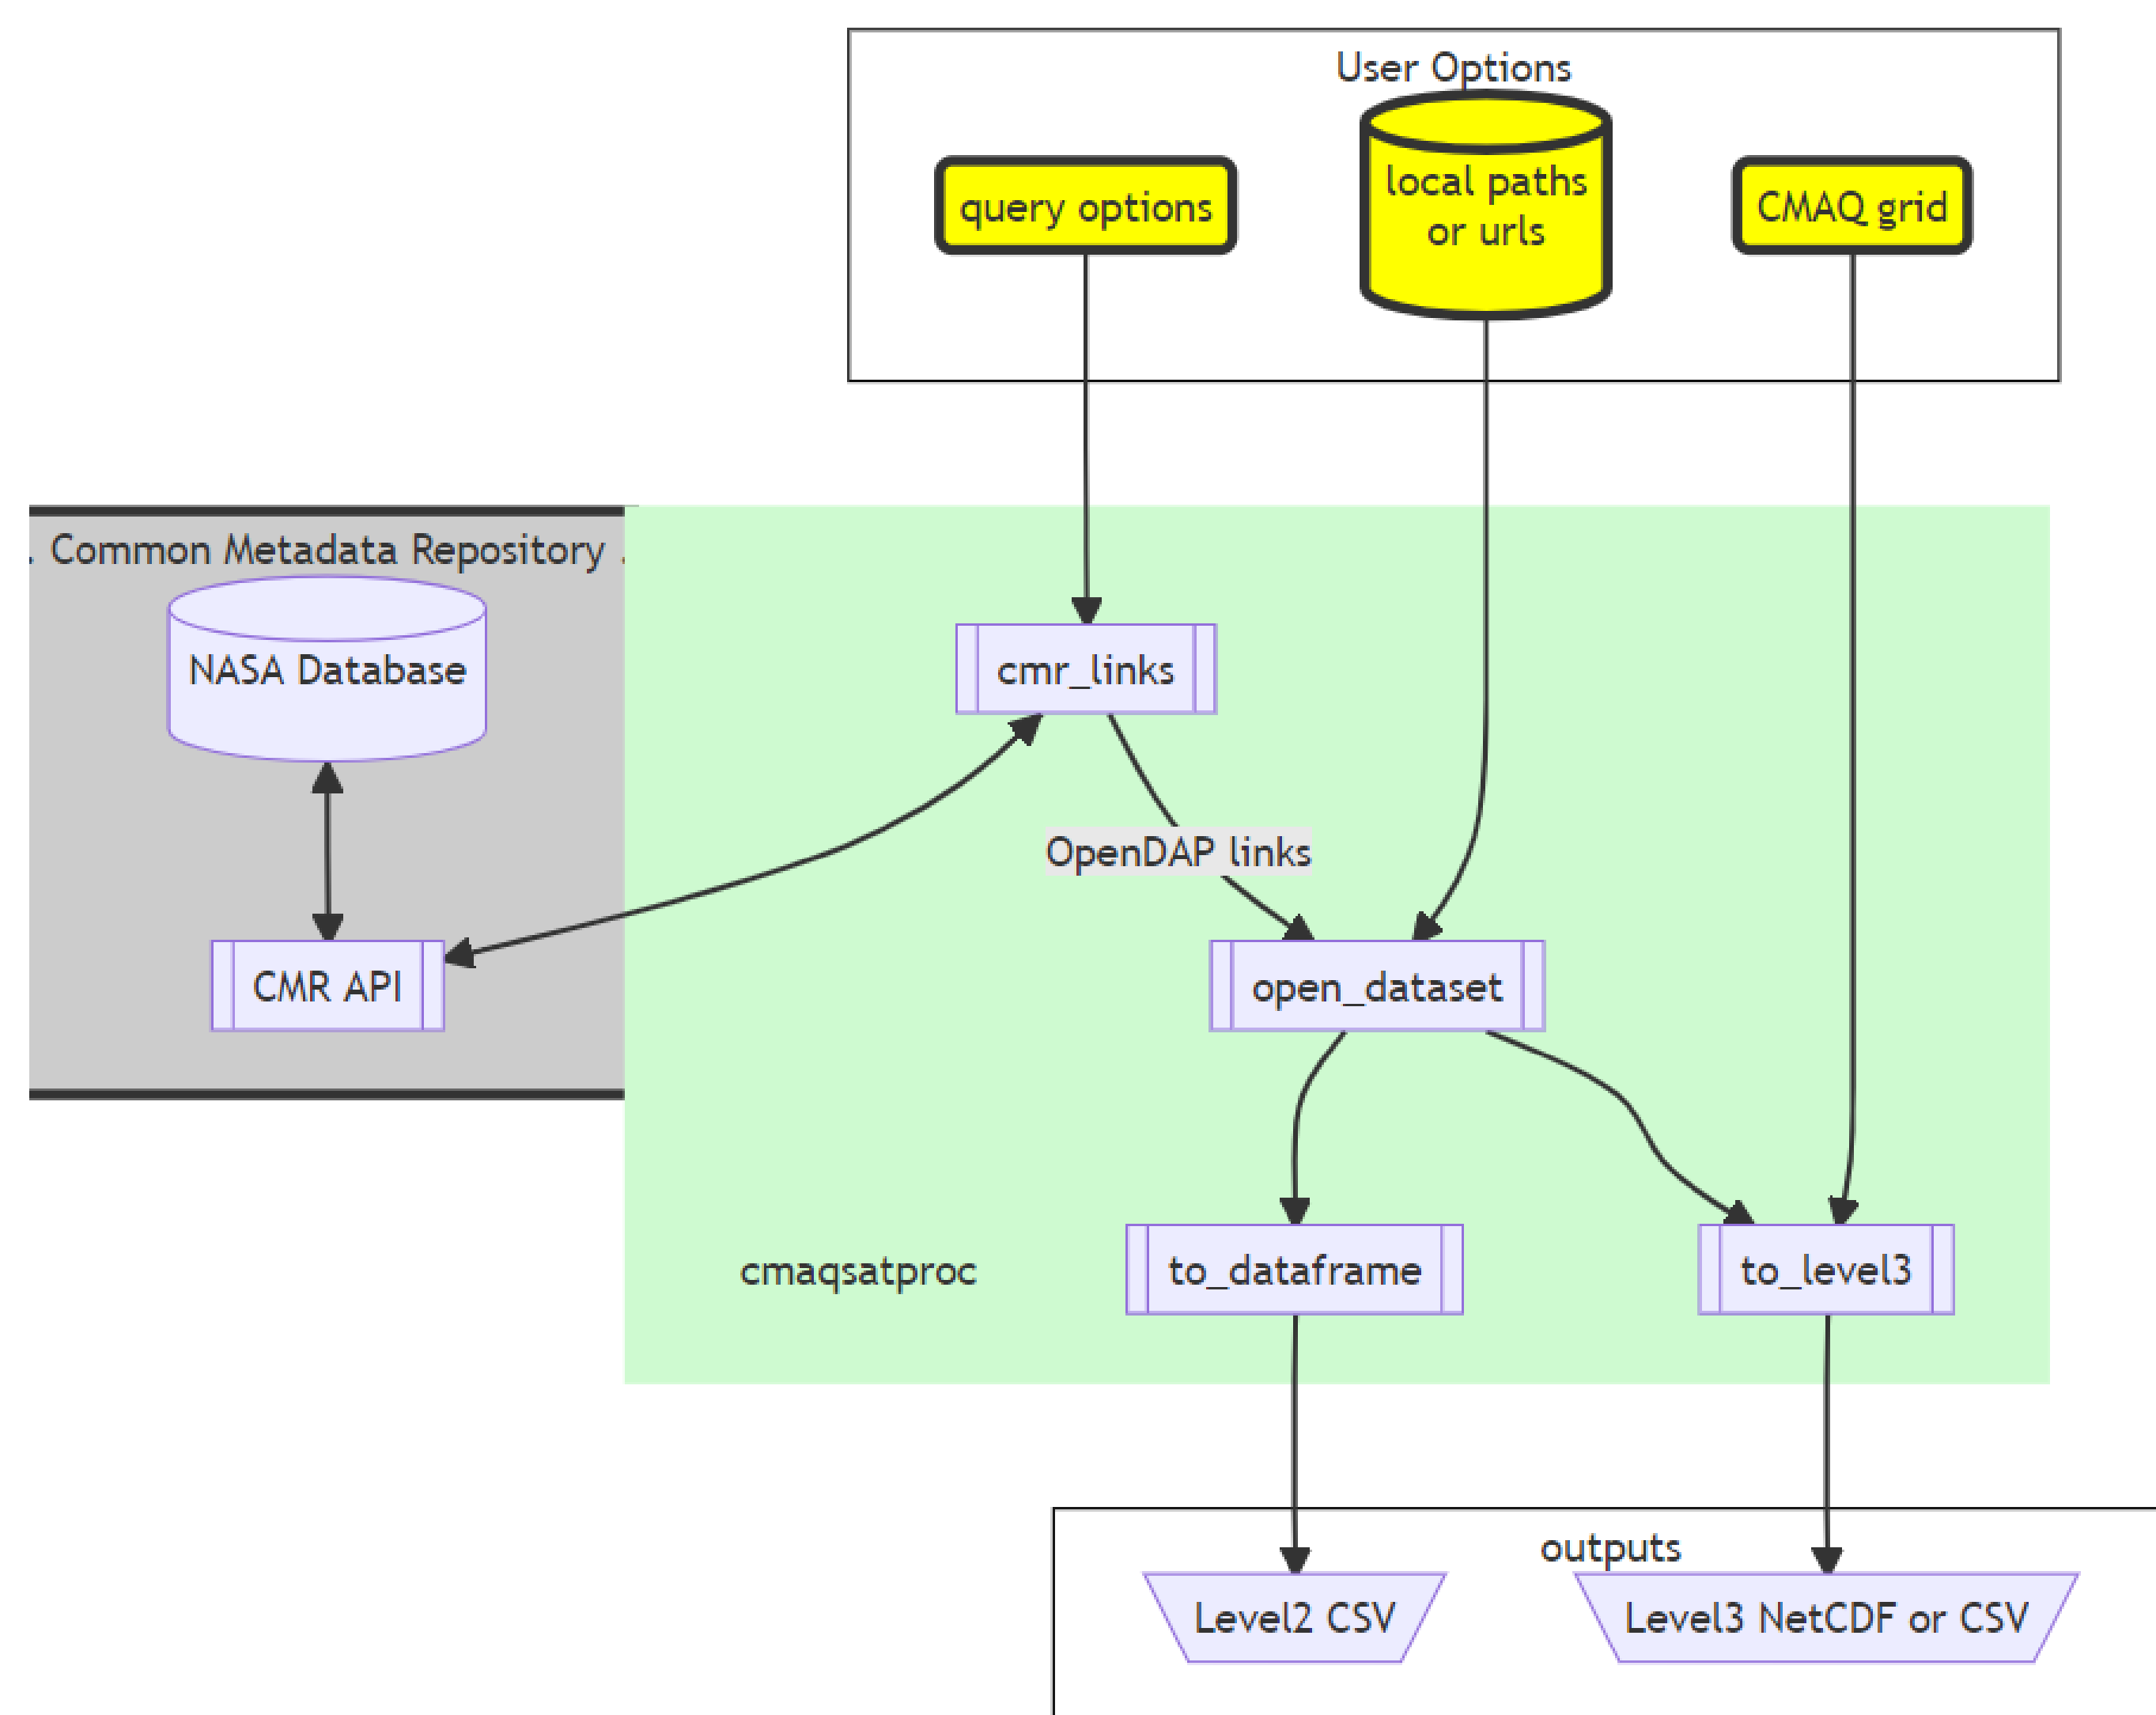 User Options
query options
local paths
or urls
CMAQ grid
. Common Metadata Repository .
NASA Database
cmr_links
OpenDAP links
CMR API
open_dataset
cmaqsatproc
to_dataframe
to_level3
outputs
Level2 CSV
Level3 NetCDF or CSV